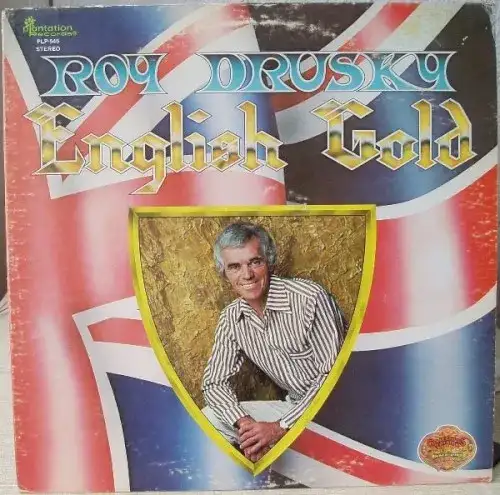 Plantation
Records
PLP-546
STEREO
ROY DRUSKY
English Gold